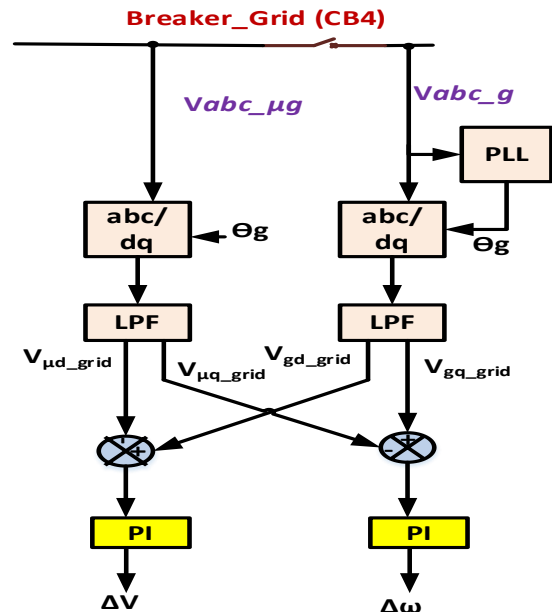 Breaker_Grid (CB4)
Vabc_μg
Vabc_g
PLL
abc/
dq
Θg
abc/
dq
Θg
LPF
LPF
Vμd_grid
Vμq_grid
Vgd_grid
Vgq_grid
-
+
-
+
PI
PI
ΔV
Δω